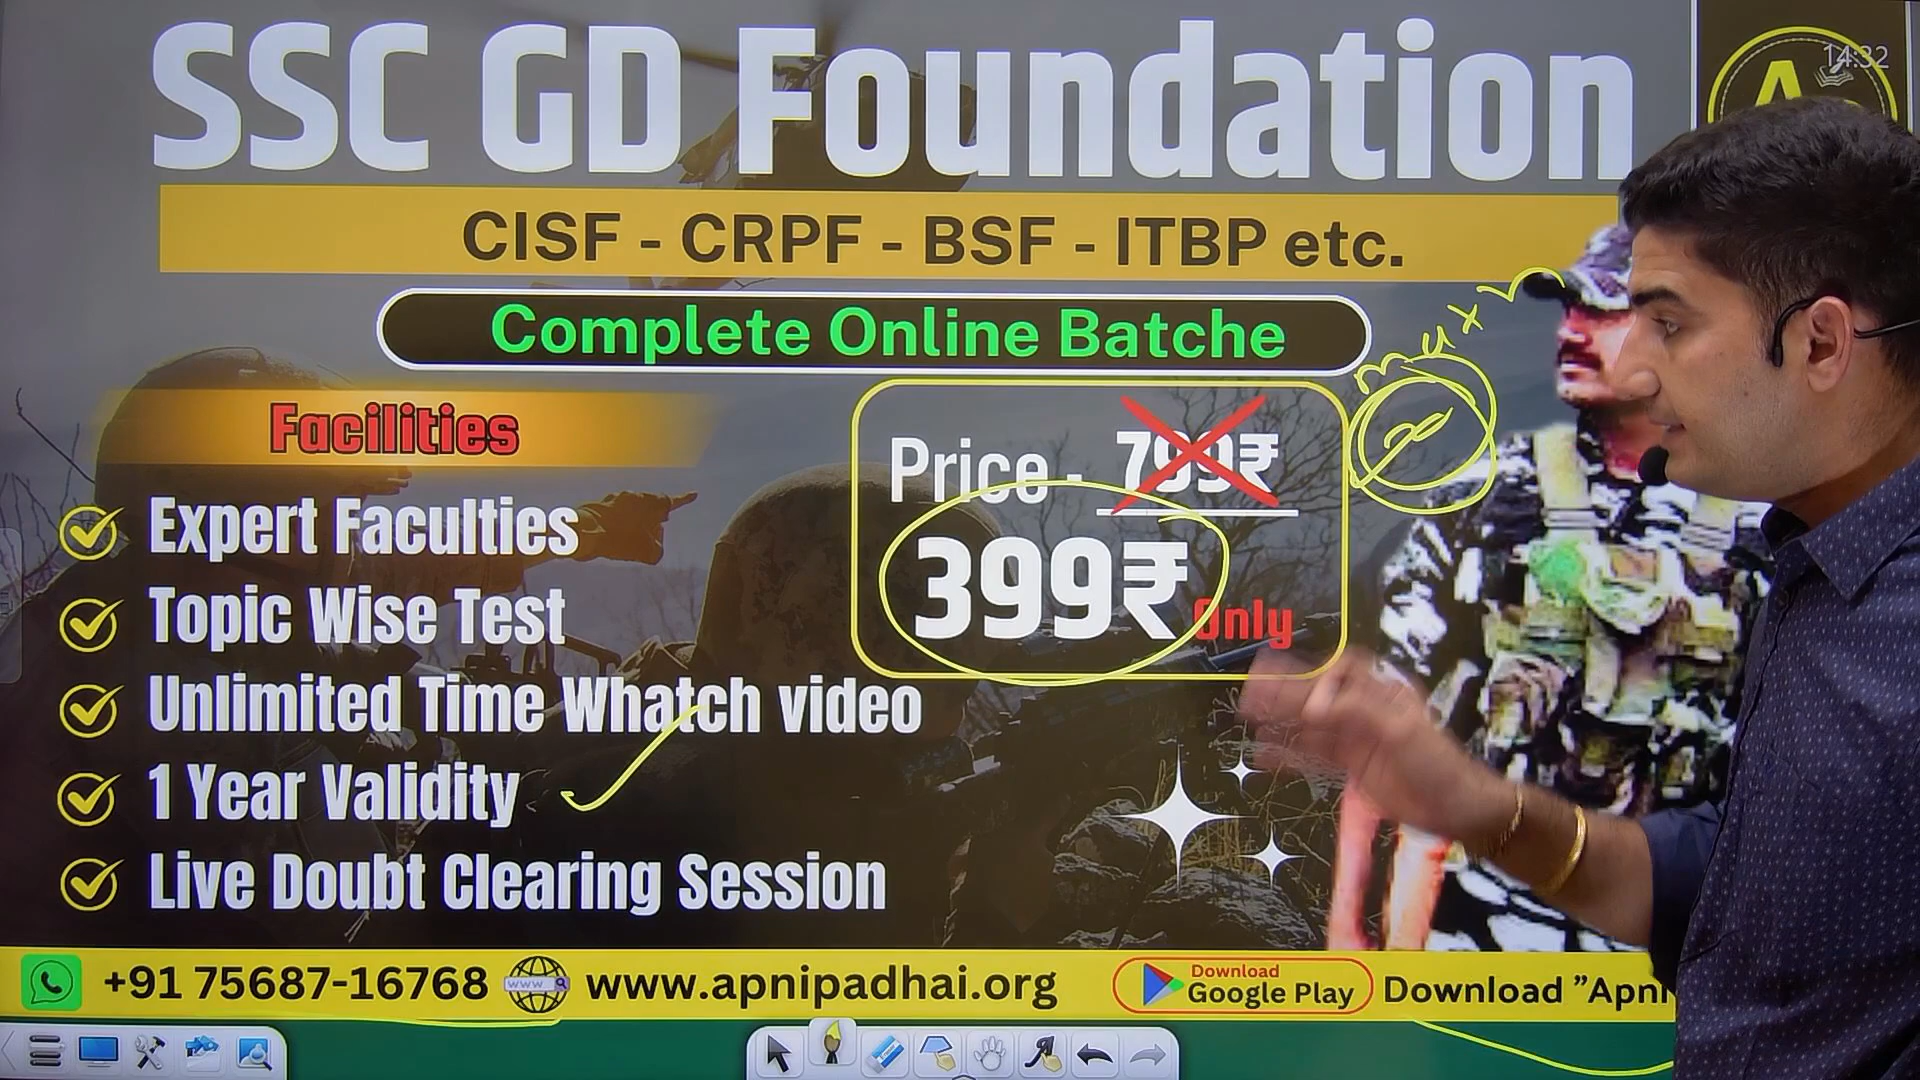 SSC GD Foundation
14:32
CISF - CRPF - BSF - ITBP etc.
Complete Online Batche
Facilities
Price - 799₹
399₹ Only
Expert Faculties
Topic Wise Test
Unlimited Time Whatch video
1 Year Validity
Live Doubt Clearing Session
+91 75687-16768
www
www.apnipadhai.org
Download
Google Play
Download "Apni